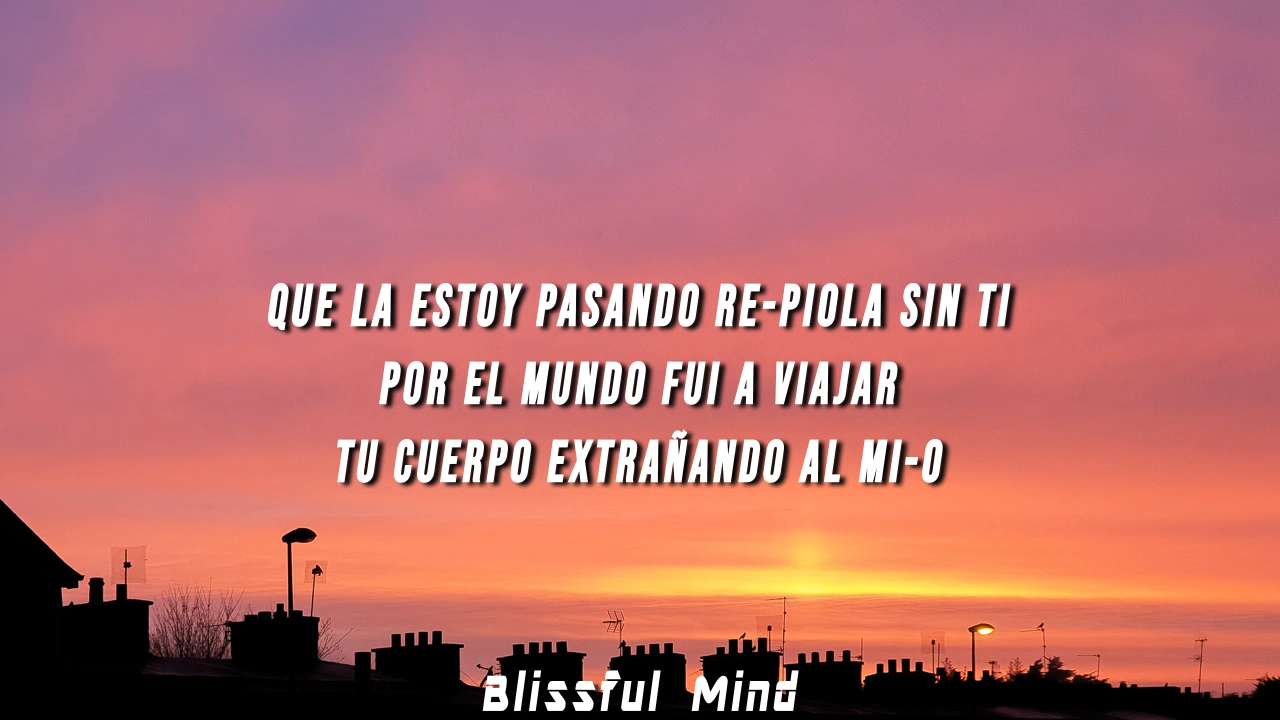 QUE LA ESTOY PASANDO RE-PIOLA SIN TI
POR EL MUNDO FUI A VIAJAR
TU CUERPO EXTRAÑANDO AL MI-O
Blissful Mind